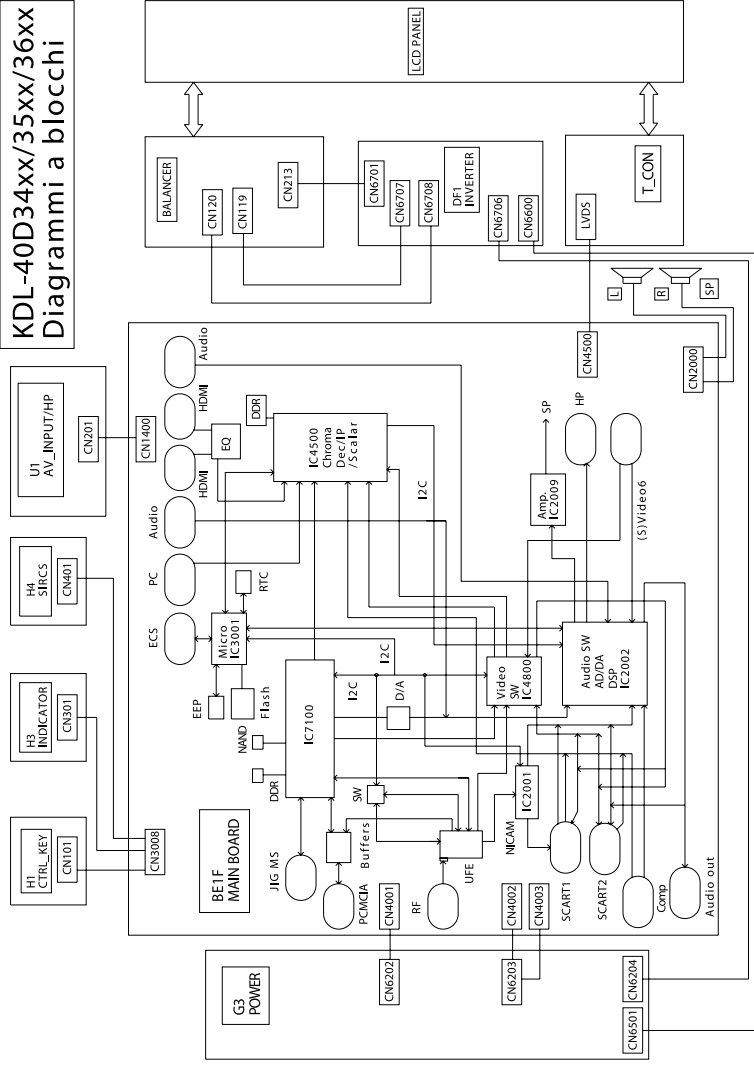 KDL-40D34xx/35xx/36xx
Diagrammi a blocchi
LCD PANEL
BALANCER
CN120
CN119
CN213
CN6701
CN6707
CN6708
DF1
INVERTER
CN6706
CN6600
LVDS
T_CON
U1
AV_INPUT/HP
CN201
CN1400
H4
SIRCS
CN401
H3
INDICATOR
CN301
H1
CTRL_KEY
CN101
CN3008
BE1F
MAIN BOARD
ECS
PC
Audio
HDMI
HDMI
Audio
EQ
DDR
IC4500
Chroma
Dec/IP
/Scalar
I2C
Micro
IC3001
RTC
EEP
Flash
NAND
DDR
IC7100
I2C
I2C
D/A
SW
JIG MS
PCMCIA
Buffers
RF
UFE
NICAM
IC2001
Video
SW
IC4800
Audio SW
AD/DA
DSP
IC2002
Amp.
IC2009
SP
HP
(S)Video6
SCART1
SCART2
Comp
Audio out
CN4500
CN2000
L
R
SP
CN4001
CN4002
CN4003
G3
POWER
CN6202
CN6203
CN6204
CN6501